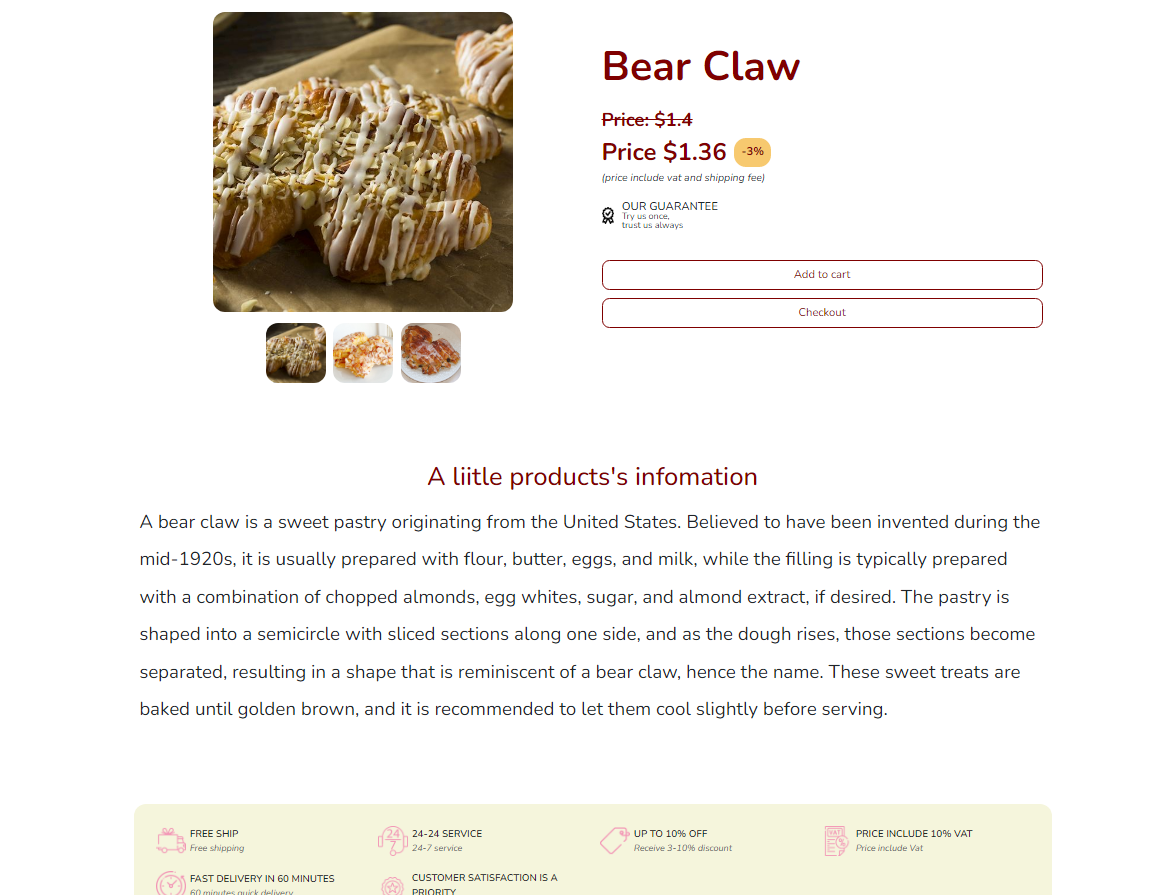 Bear Claw
Price: $1.4
Price $1.36 -3%
(price include vat and shipping fee)
OUR GUARANTEE
Try us once,
trust us always
Add to cart
Checkout
A liitle products's infomation
A bear claw is a sweet pastry originating from the United States. Believed to have been invented during the
mid-1920s, it is usually prepared with flour, butter, eggs, and milk, while the filling is typically prepared
with a combination of chopped almonds, egg whites, sugar, and almond extract, if desired. The pastry is
shaped into a semicircle with sliced sections along one side, and as the dough rises, those sections become
separated, resulting in a shape that is reminiscent of a bear claw, hence the name. These sweet treats are
baked until golden brown, and it is recommended to let them cool slightly before serving.
FREE SHIP
Free shipping
24
7
24-24 SERVICE
24-7 service
UP TO 10% OFF
Receive 3-10% discount
VAT
PRICE INCLUDE 10% VAT
Price include Vat
FAST DELIVERY IN 60 MINUTES
60 minutes quick delivery
CUSTOMER SATISFACTION IS A
PRIORITY